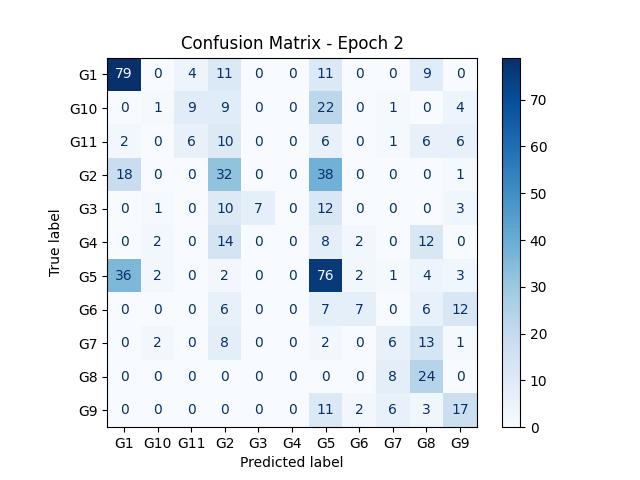 Confusion Matrix - Epoch 2
True label
G1 79 0 4 11 0 0 11 0 0 9 0
G10 0 1 9 9 0 0 22 0 1 0 4
G11 2 0 6 10 0 0 6 0 1 6 6
G2 18 0 0 32 0 0 38 0 0 0 1
G3 0 1 0 10 7 0 12 0 0 0 3
G4 0 2 0 14 0 0 8 2 0 12 0
G5 36 2 0 2 0 0 76 2 1 4 3
G6 0 0 0 6 0 0 7 7 0 6 12
G7 0 2 0 8 0 0 2 0 6 13 1
G8 0 0 0 0 0 0 0 0 8 24 0
G9 0 0 0 0 0 0 11 2 6 3 17
G1 G10 G11 G2 G3 G4 G5 G6 G7 G8 G9
Predicted label
70
60
50
40
30
20
10
0